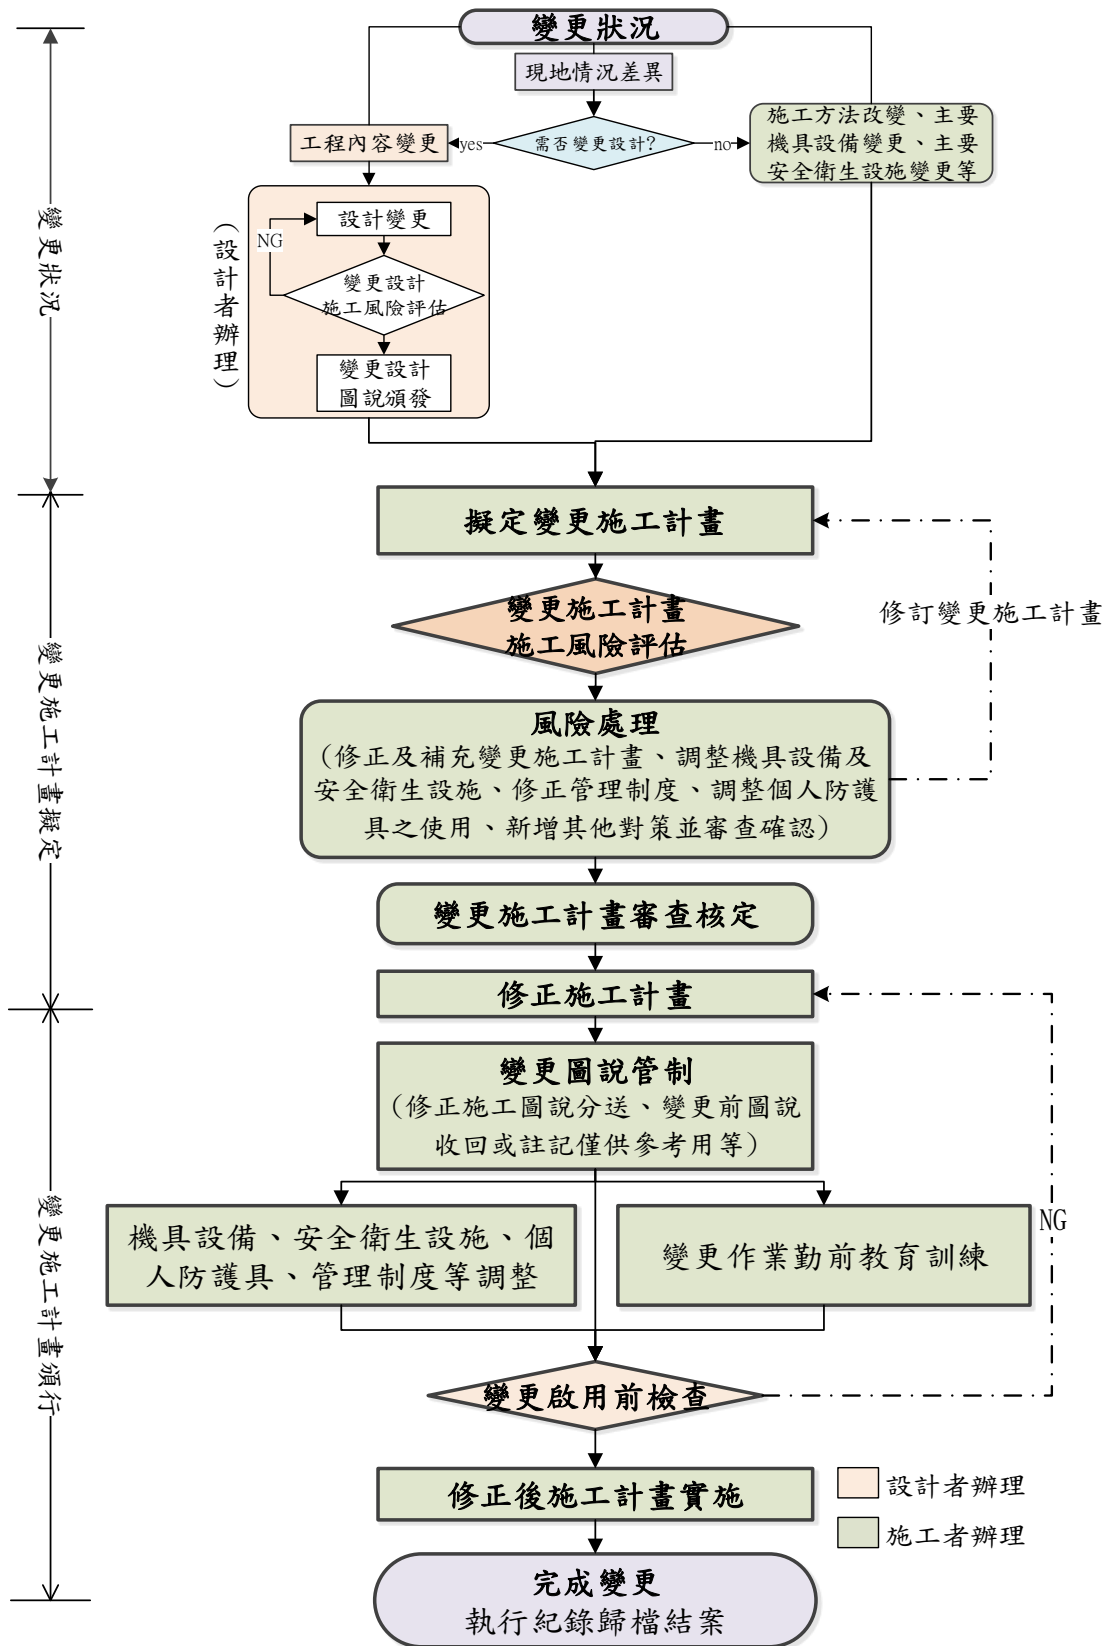 變更狀況
現地情況差異
需否變更設計?
yes
no
工程內容變更
施工方法改變、主要
機具設備變更、主要
安全衛生設施變更等
變更狀況
(設計者辦理)
設計變更
NG
變更設計
施工風險評估
變更設計
圖說頒發
擬定變更施工計畫
變更施工計畫
施工風險評估
修訂變更施工計畫
變更施工計畫擬定
風險處理
(修正及補充變更施工計畫、調整機具設備及
安全衛生設施、修正管理制度、調整個人防護
具之使用、新增其他對策並審查確認)
變更施工計畫審查核定
修正施工計畫
變更圖說管制
(修正施工圖說分送、變更前圖說
收回或註記僅供參考用等)
變更施工計畫頒行
機具設備、安全衛生設施、個
人防護具、管理制度等調整
變更作業勤前教育訓練
NG
變更啟用前檢查
修正後施工計畫實施
設計者辦理
施工者辦理
完成變更
執行紀錄歸檔結案